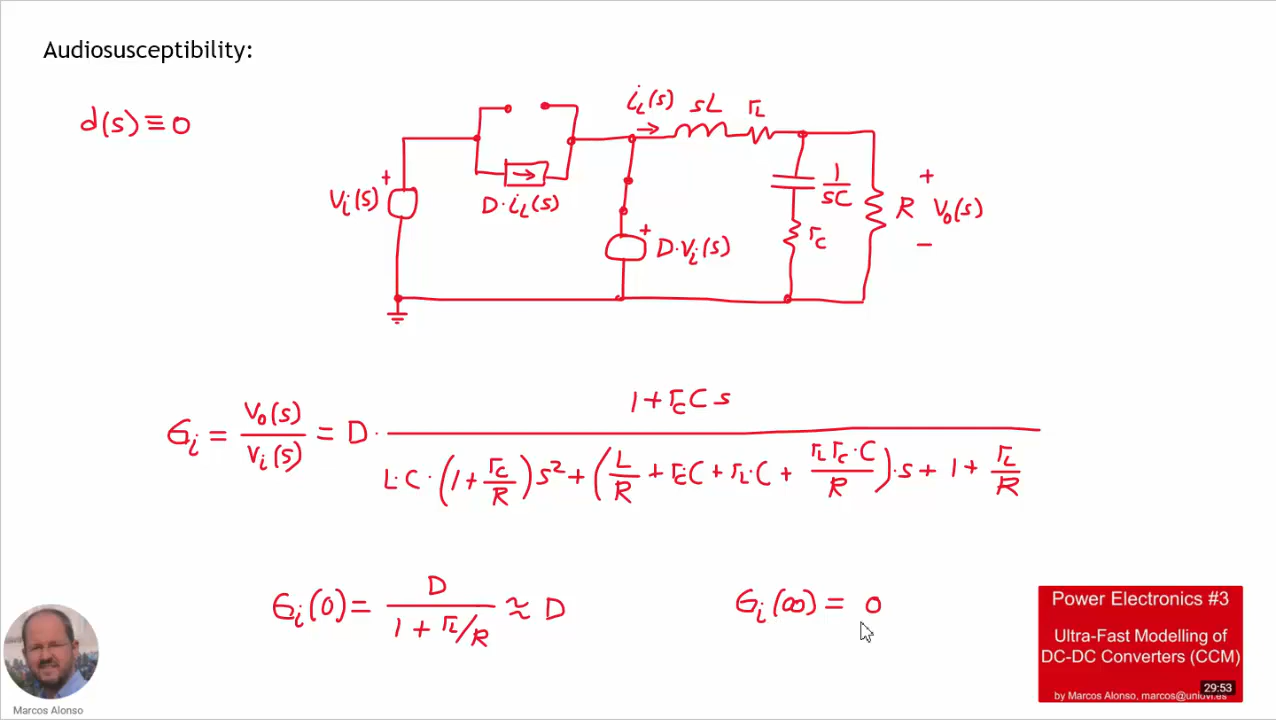 Audiosusceptibility:
d(s) ≡ 0
i_L(s) sL r_L
+ V_i(s)
D·i_L(s)
+ D·V_i(s)
1/sC
r_C
R + V_o(s) −
G_i = V_o(s)/V_i(s) = D · (1 + r_C C s)/(L·C·(1 + r_C/R)s² + (L/R + r_C C + r_L·C + r_L r_C·C/R)·s + 1 + r_L/R)
G_i(0) = D/(1 + r_L/R) ≈ D
G_i(∞) = 0
Marcos Alonso
Power Electronics #3
Ultra-Fast Modelling of
DC-DC Converters (CCM)
29:53
by Marcos Alonso, marcos@uniovi.es